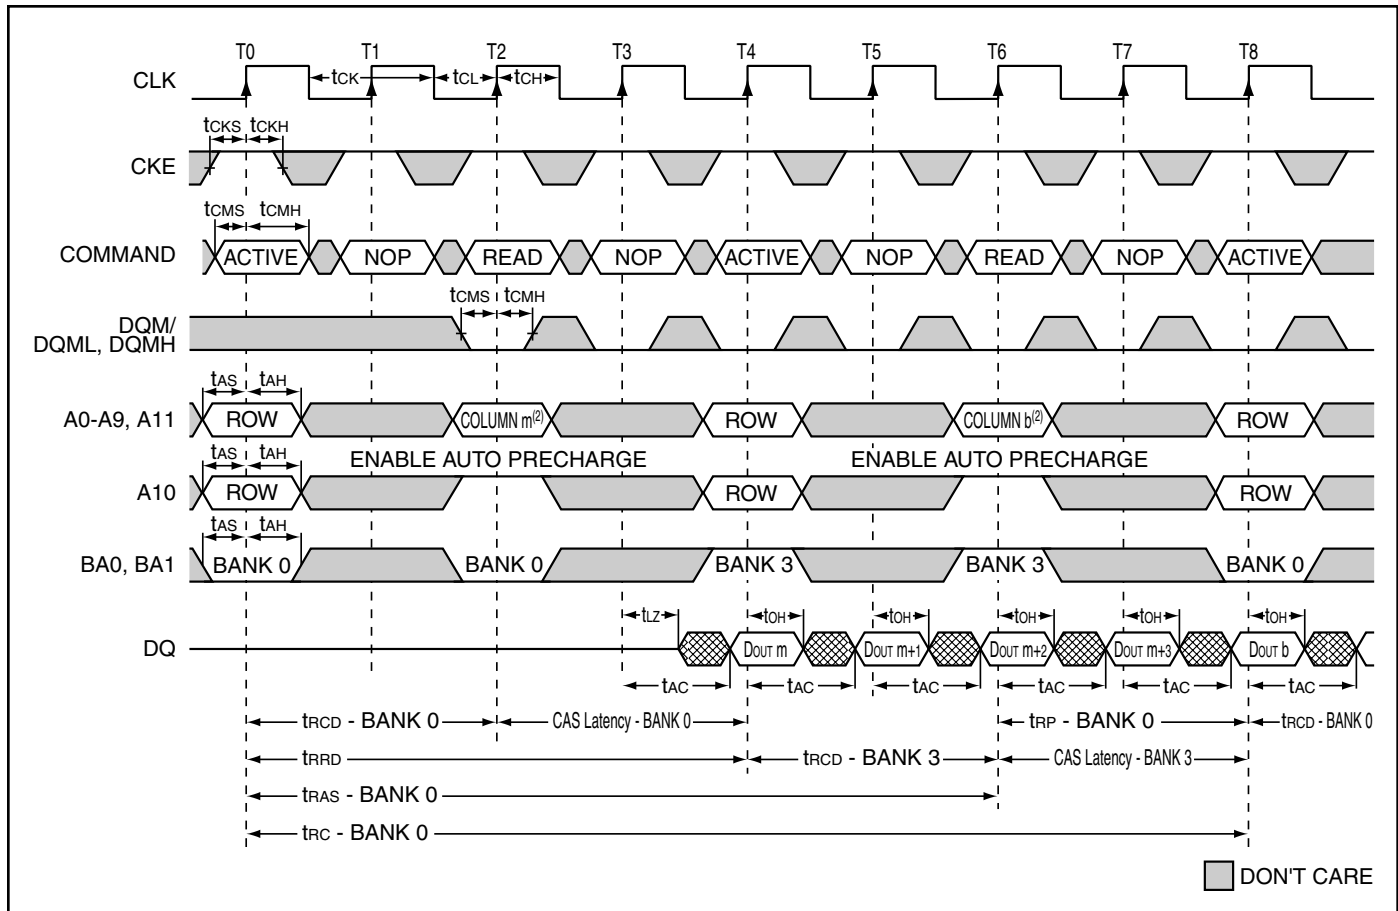 T0 T1 T2 T3 T4 T5 T6 T7 T8
CLK tCK tCL tCH
tCKS tCKH
CKE
tCMS tCMH
COMMAND ACTIVE NOP READ NOP ACTIVE NOP READ NOP ACTIVE
tCMS tCMH
DQM/
DQML, DQMH
tAS tAH
A0-A9, A11 ROW COLUMN m(2) ROW COLUMN b(2) ROW
tAS tAH ENABLE AUTO PRECHARGE ENABLE AUTO PRECHARGE
A10 ROW ROW ROW
tAS tAH
BA0, BA1 BANK 0 BANK 0 BANK 3 BANK 3 BANK 0
tLZ tOH tOH tOH tOH tOH
DQ DOUT m DOUT m+1 DOUT m+2 DOUT m+3 DOUT b
tAC tAC tAC tAC tAC tAC
tRCD - BANK 0 CAS Latency - BANK 0 tRP - BANK 0 tRCD - BANK 0
tRRD tRCD - BANK 3 CAS Latency - BANK 3
tRAS - BANK 0
tRC - BANK 0
DON'T CARE